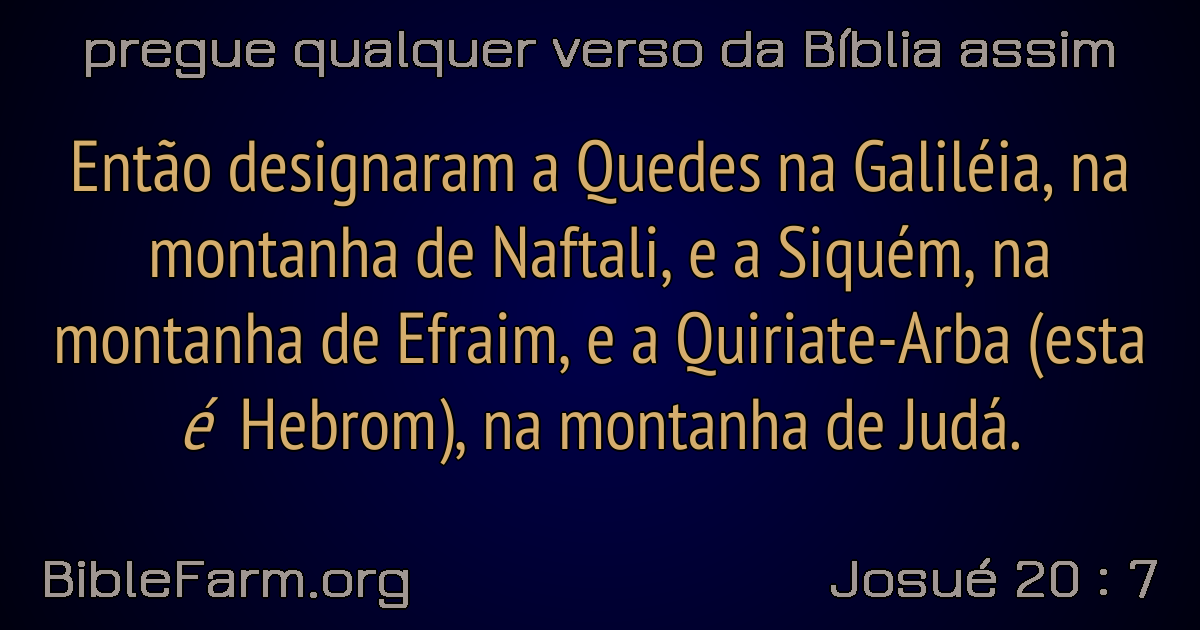 pregue qualquer verso da Bíblia assim
Então designaram a Quedes na Galiléia, na
montanha de Naftali, e a Siquém, na
montanha de Efraim, e a Quiriate-Arba (esta
é Hebrom), na montanha de Judá.
BibleFarm.org
Josué 20 : 7